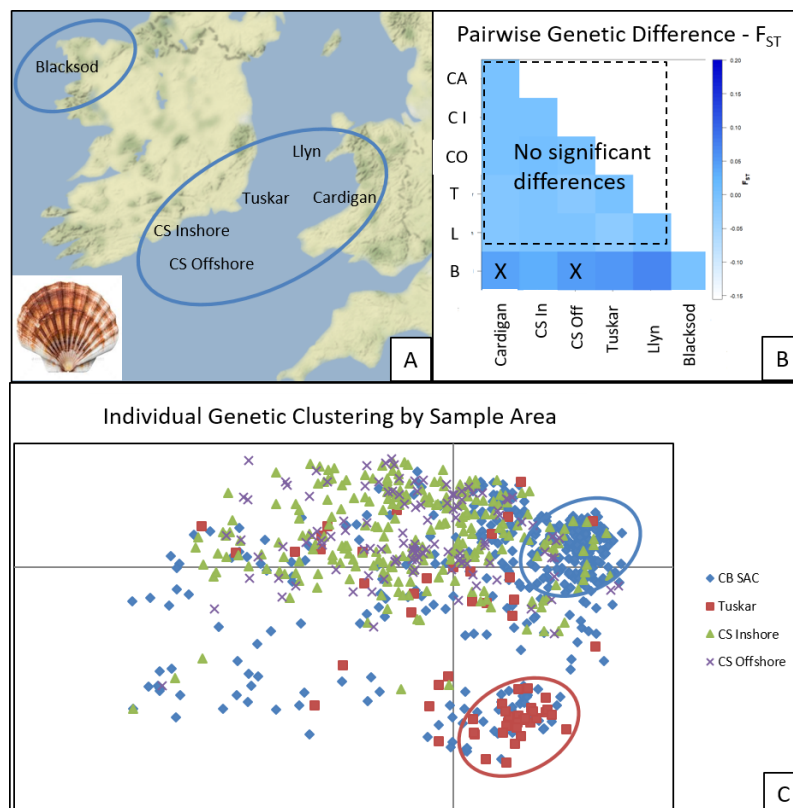 Blacksod
Llyn
Tuskar
Cardigan
CS Inshore
CS Offshore
A
Pairwise Genetic Difference - FST
CA
C I
CO
T
L
B
No significant
differences
X
X
0.20
0.15
0.10
0.05
0.00
-0.05
-0.10
-0.15
FST
Cardigan
CS In
CS Off
Tuskar
Llyn
Blacksod
B
Individual Genetic Clustering by Sample Area
CB SAC
Tuskar
CS Inshore
CS Offshore
C